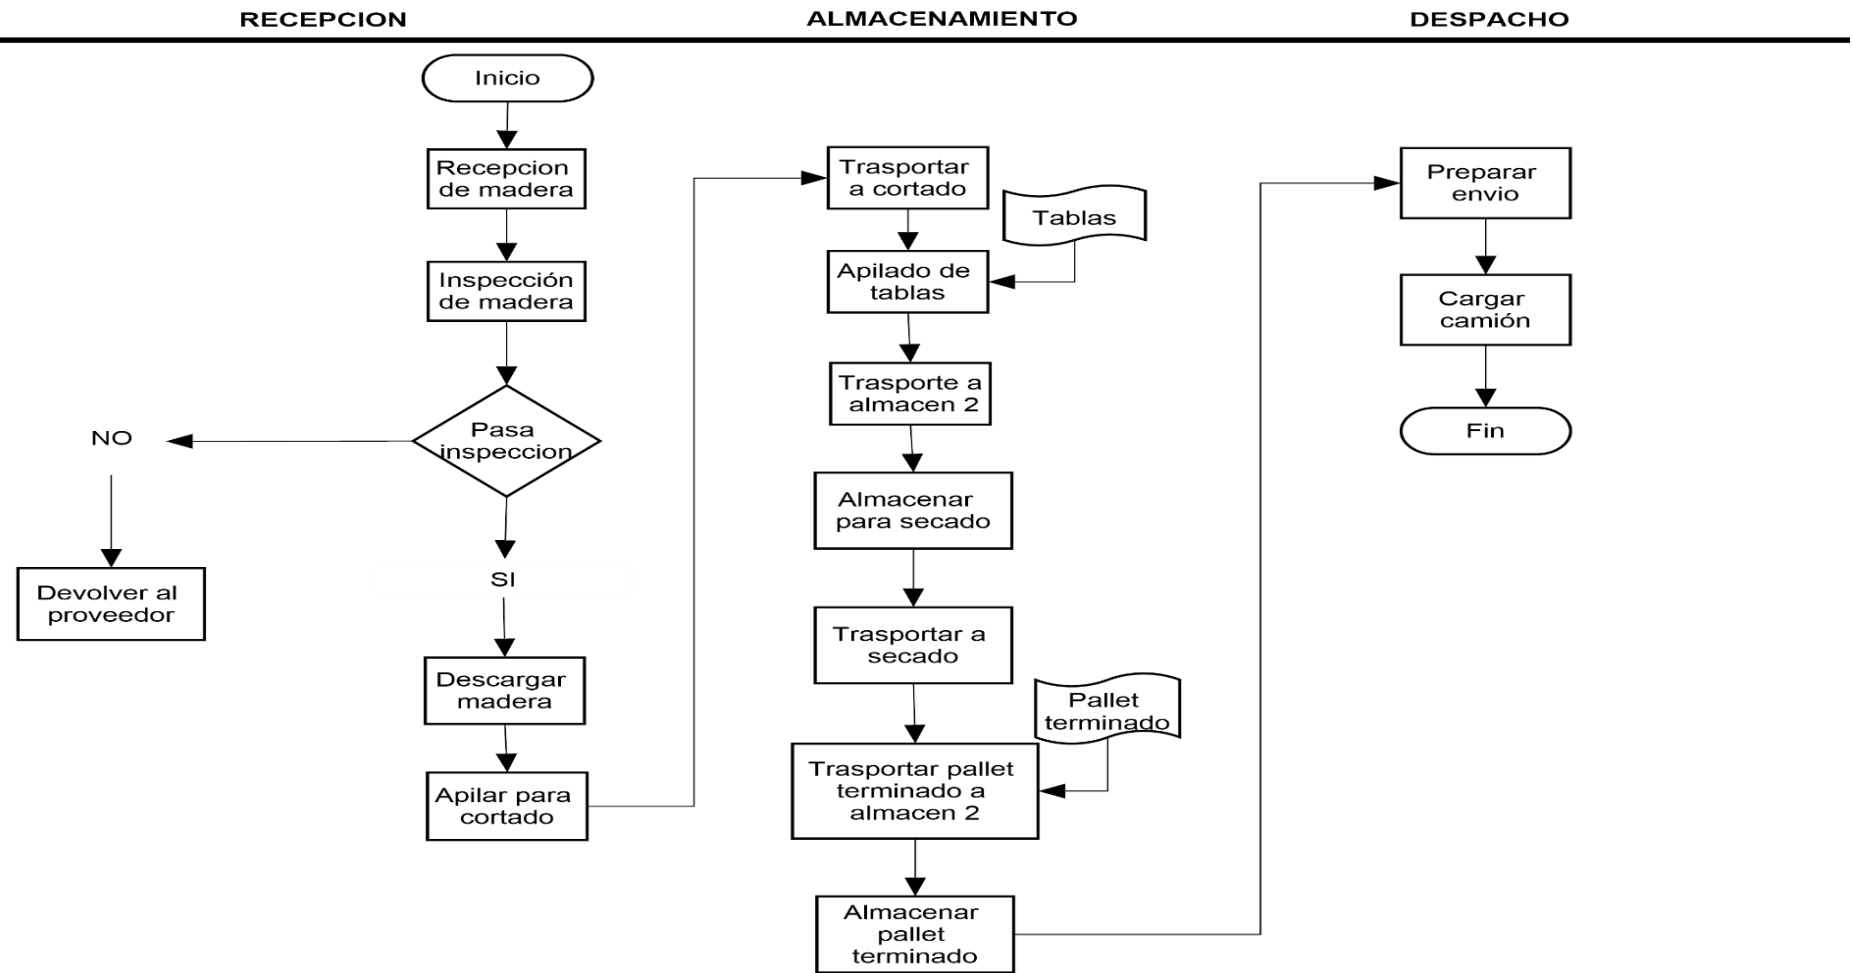 RECEPCION
ALMACENAMIENTO
DESPACHO
Inicio
Recepcion
de madera
Inspección
de madera
Pasa
inspeccion
NO
Devolver al
proveedor
SI
Descargar
madera
Apilar para
cortado
Trasportar
a cortado
Tablas
Apilado de
tablas
Trasporte a
almacen 2
Almacenar
para secado
Trasportar a
secado
Pallet
terminado
Trasportar pallet
terminado a
almacen 2
Almacenar
pallet
terminado
Preparar
envio
Cargar
camión
Fin